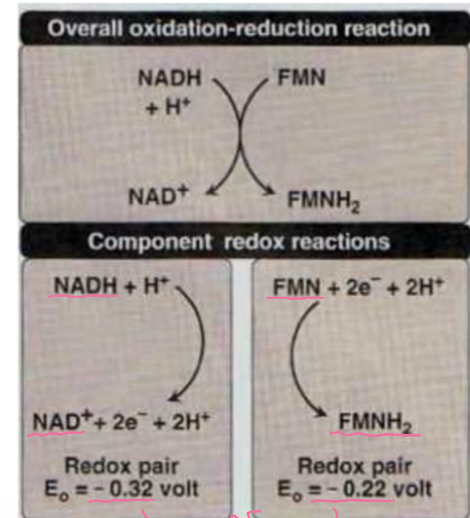 Overall oxidation-reduction reaction
NADH FMN
+ H⁺
NAD⁺ FMNH₂
Component redox reactions
NADH + H⁺
NAD⁺ + 2e⁻ + 2H⁺
Redox pair
E₀ = – 0.32 volt
FMN + 2e⁻ + 2H⁺
FMNH₂
Redox pair
E₀ = – 0.22 volt